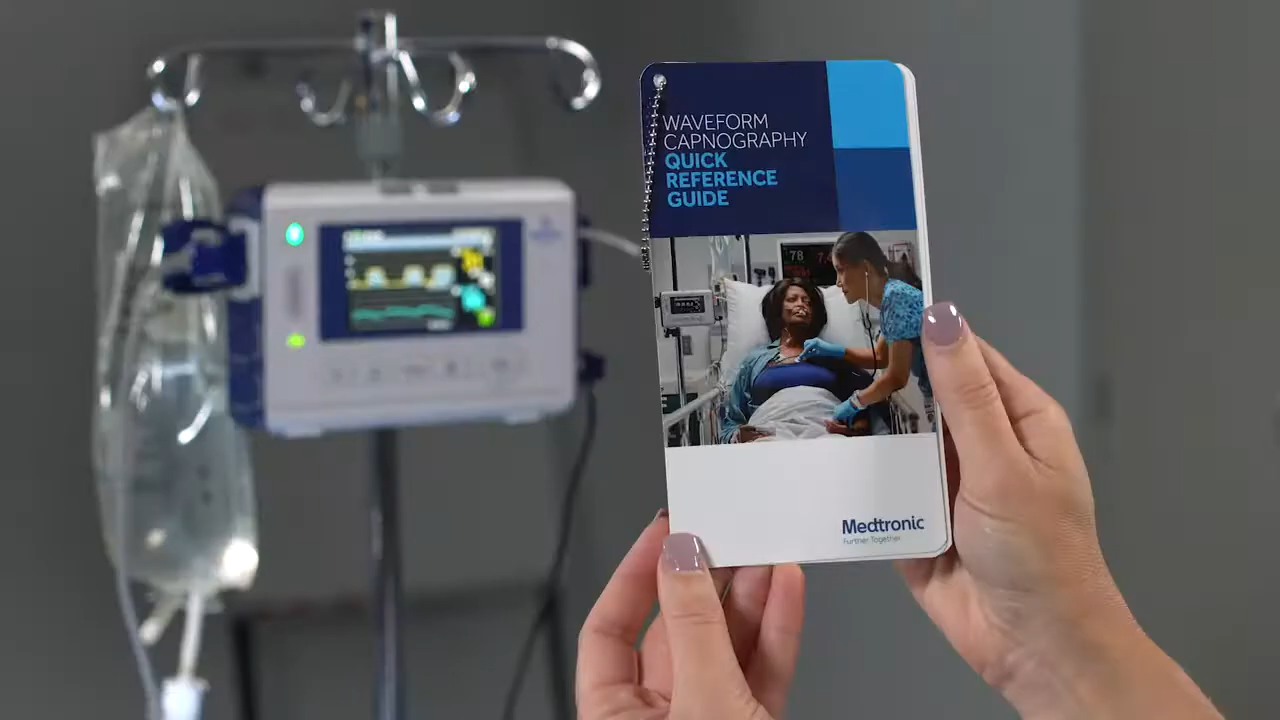 WAVEFORM
CAPNOGRAPHY
QUICK
REFERENCE
GUIDE
78
Medtronic
Further Together